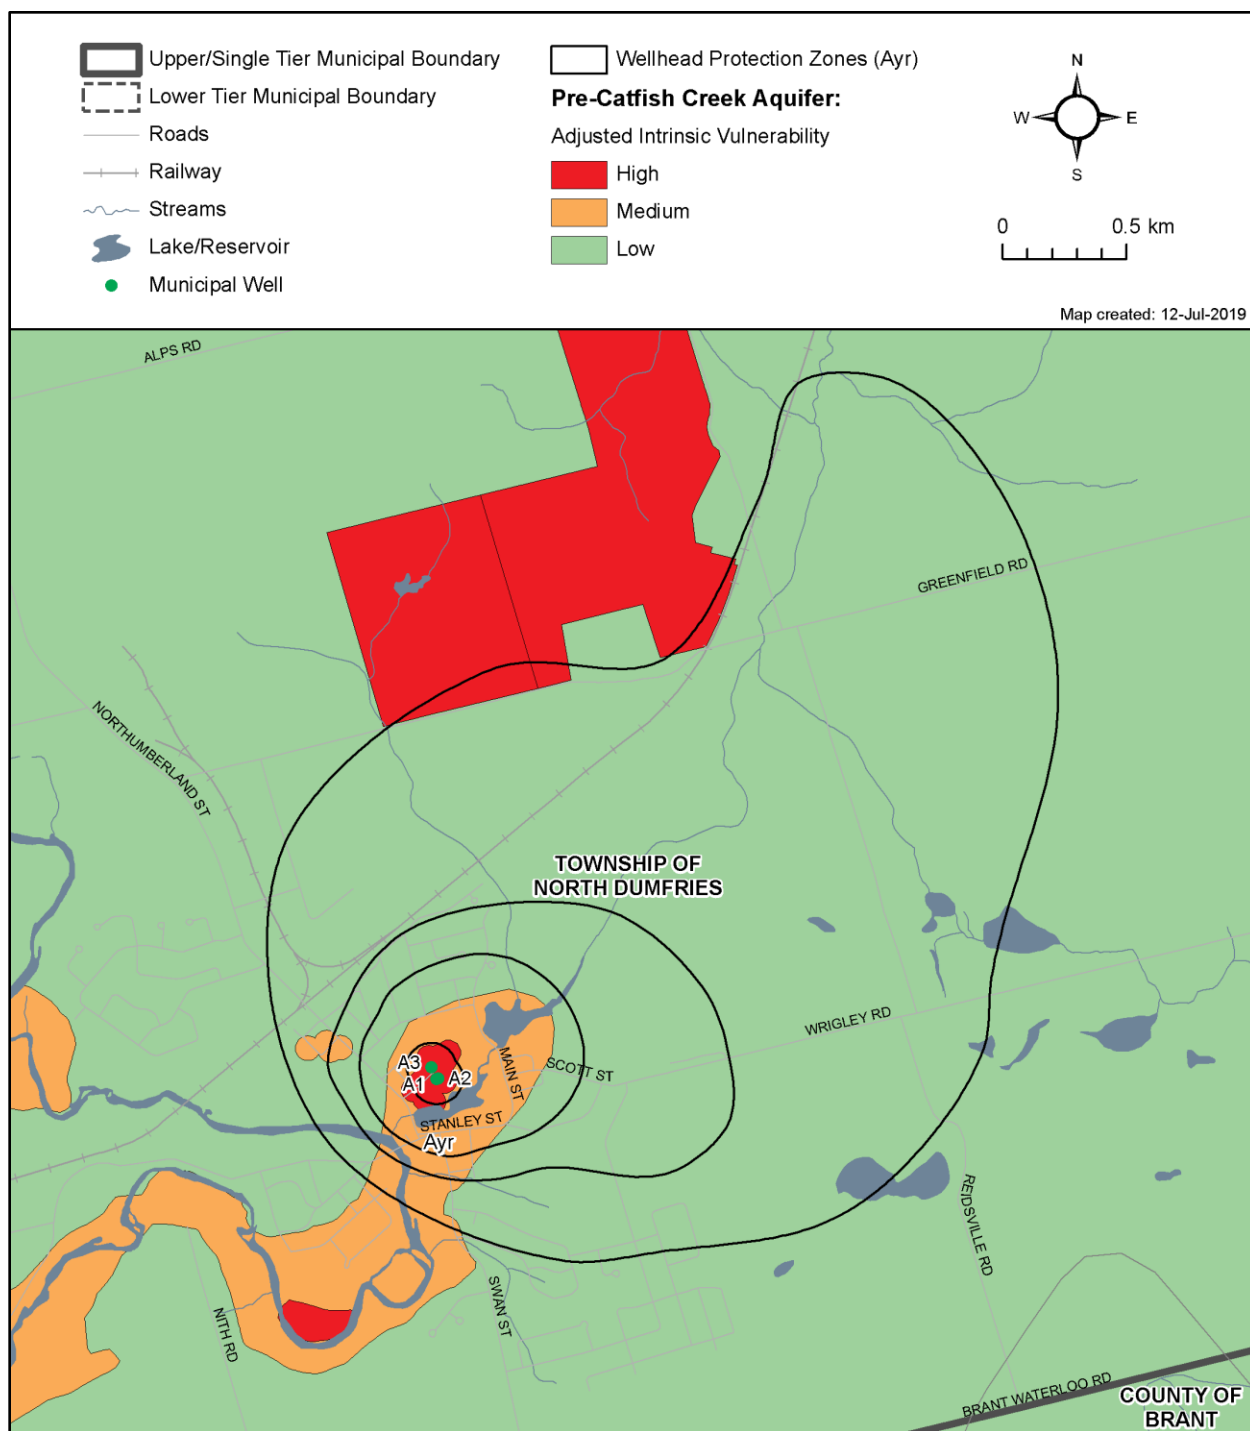 Upper/Single Tier Municipal Boundary
Lower Tier Municipal Boundary
Roads
Railway
Streams
Lake/Reservoir
Municipal Well
Wellhead Protection Zones (Ayr)
Pre-Catfish Creek Aquifer:
Adjusted Intrinsic Vulnerability
High
Medium
Low
N
W
E
S
0
0.5 km
Map created: 12-Jul-2019
ALPS RD
GREENFIELD RD
NORTHUMBERLAND ST
TOWNSHIP OF
NORTH DUMFRIES
WRIGLEY RD
MAIN ST
SCOTT ST
A3
A1
A2
STANLEY ST
Ayr
REIDSVILLE RD
SWAN ST
NITH RD
BRANT WATERLOO RD
COUNTY OF
BRANT